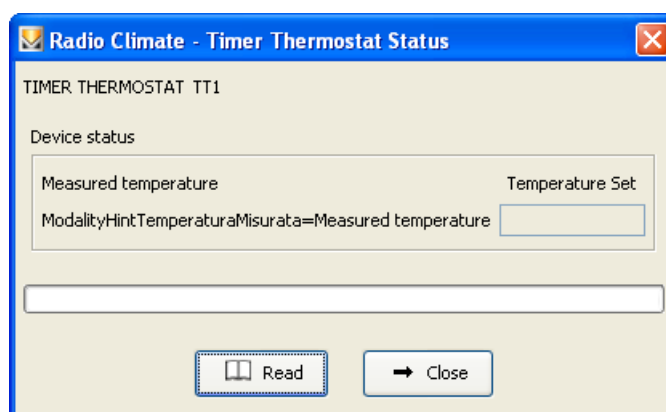 Radio Climate - Timer Thermostat Status
TIMER THERMOSTAT TT1
Device status
Measured temperature Temperature Set
ModalityHintTemperaturaMisurata=Measured temperature
Read Close